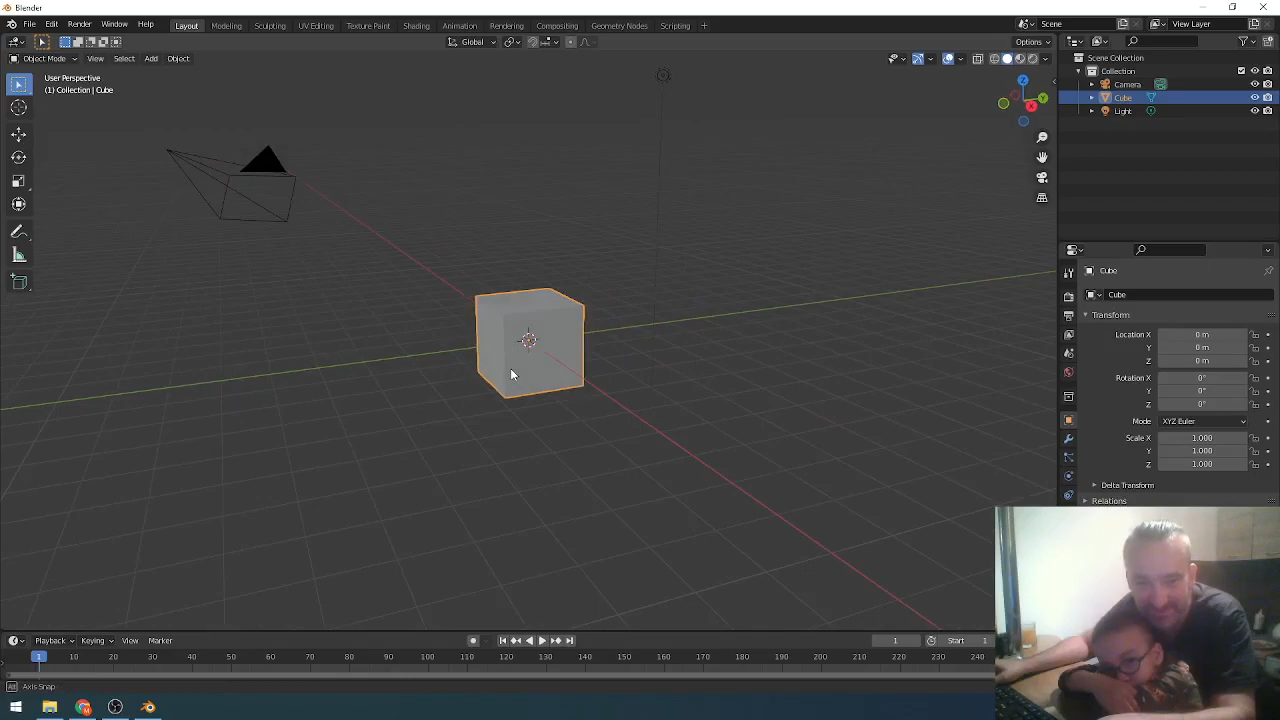 Blender
File Edit Render Window Help Layout Modeling Sculpting UV Editing Texture Paint Shading Animation Rendering Compositing Geometry Nodes Scripting + Scene View Layer
Global Options
Object Mode View Select Add Object
User Perspective
(1) Collection | Cube
Z
Y
X
Scene Collection
Collection
Camera
Cube
Light
Cube
Cube
Transform
Location X 0 m
Y 0 m
Z 0 m
Rotation X 0°
Y 0°
Z 0°
Mode XYZ Euler
Scale X 1.000
Y 1.000
Z 1.000
Delta Transform
Relations
Playback Keying View Marker 1 Start 1
1 10 20 30 40 50 60 70 80 90 100 110 120 130 140 150 160 170 180 190 200 210 220 230 240
Axis Snap